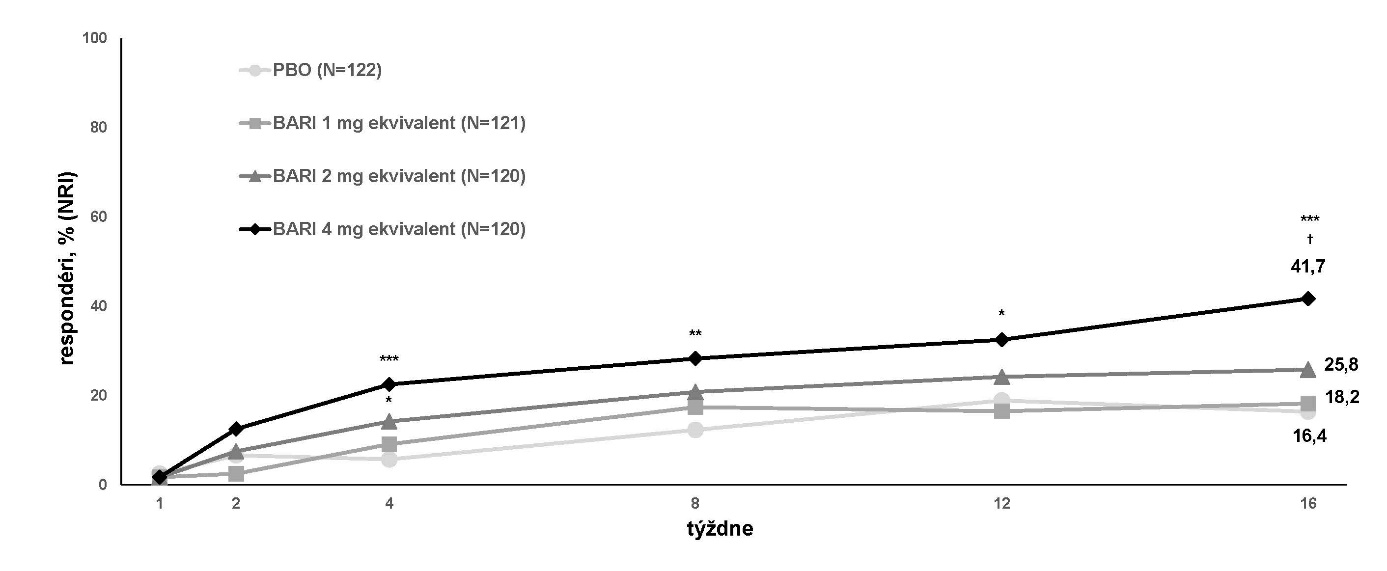 100
80
60
40
20
0
respondéri, % (NRI)
PBO (N=122)
BARI 1 mg ekvivalent (N=121)
BARI 2 mg ekvivalent (N=120)
BARI 4 mg ekvivalent (N=120)
***
*
**
*
***
†
41,7
25,8
18,2
16,4
1 2 4 8 12 16
týždne